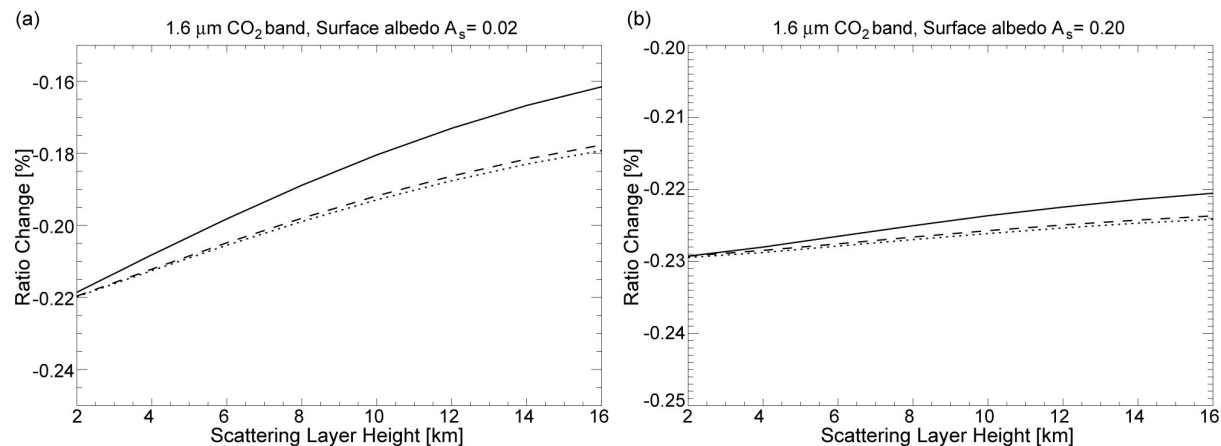 (a)
1.6 μm CO₂ band, Surface albedo Aₛ= 0.02
-0.16
-0.18
-0.20
-0.22
-0.24
Ratio Change [%]
2 4 6 8 10 12 14 16
Scattering Layer Height [km]
(b)
1.6 μm CO₂ band, Surface albedo Aₛ= 0.20
-0.20
-0.21
-0.22
-0.23
-0.24
-0.25
Ratio Change [%]
2 4 6 8 10 12 14 16
Scattering Layer Height [km]